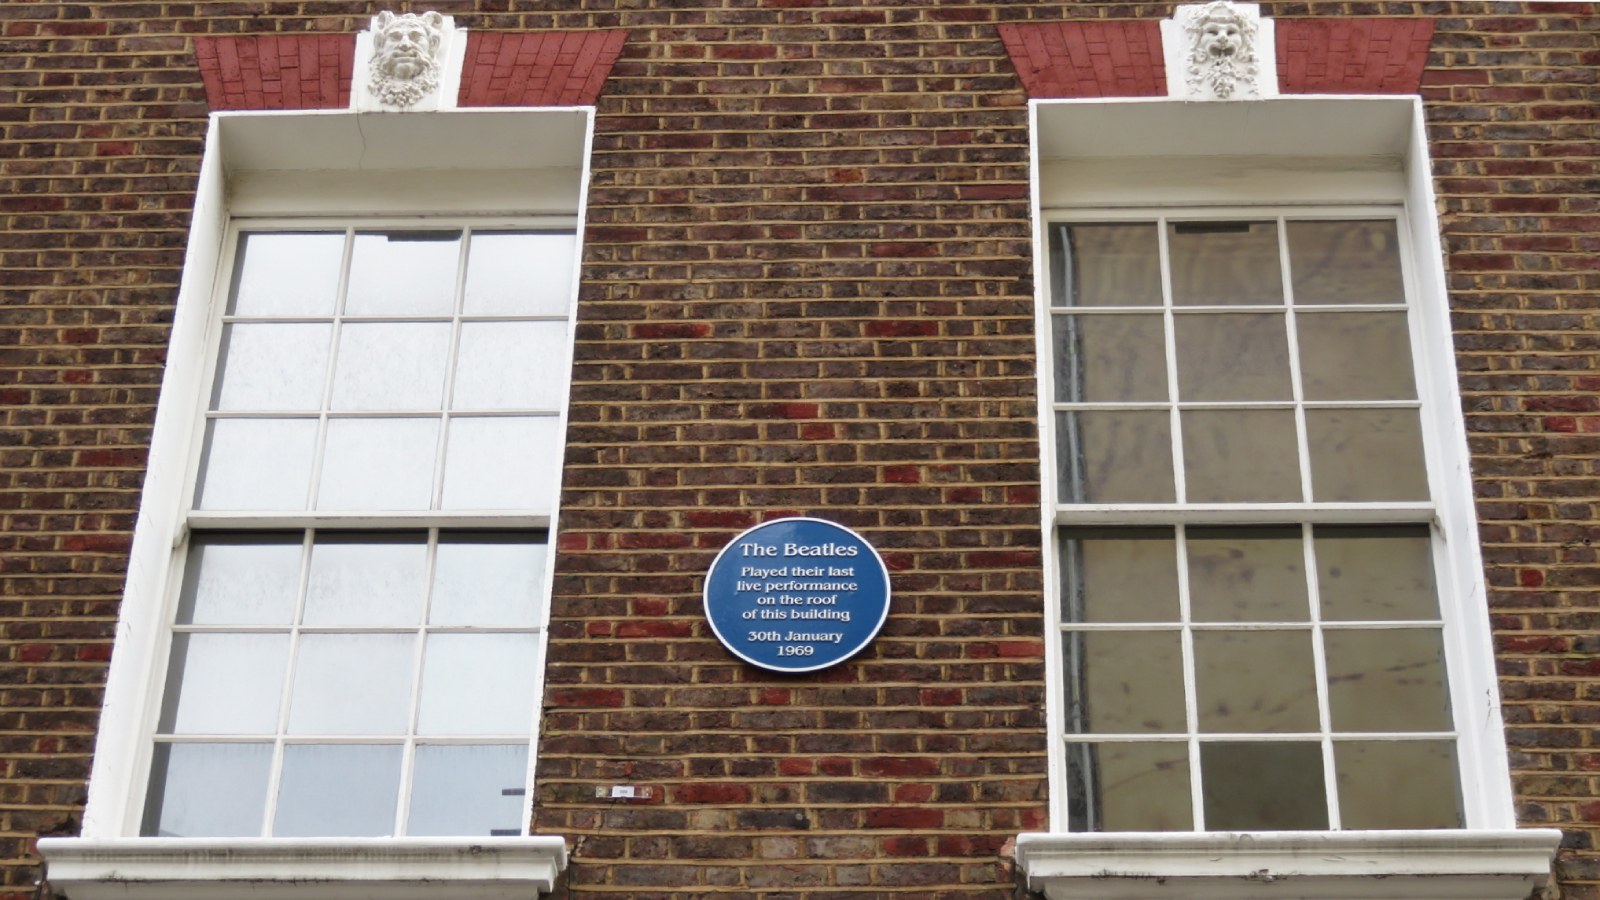 The Beatles
Played their last
live performance
on the roof
of this building
30th January
1969